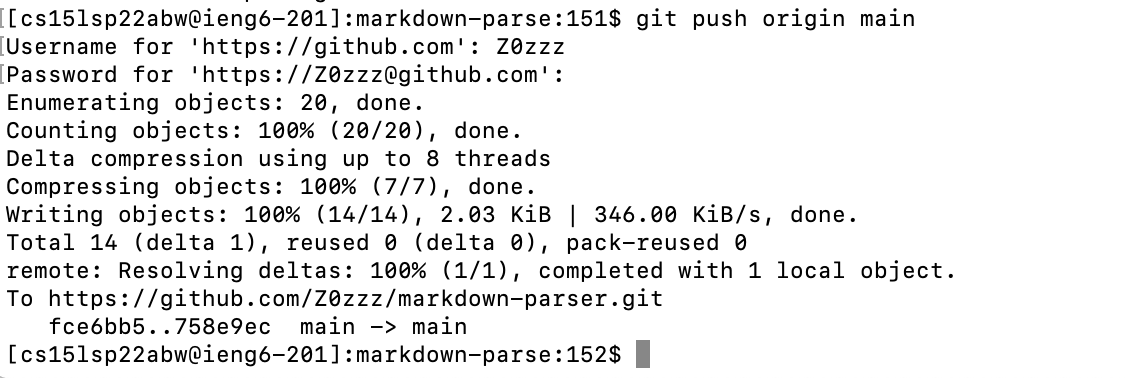 [[cs15lsp22abw@ieng6-201]:markdown-parse:151$ git push origin main
[Username for 'https://github.com': Z0zzz
[Password for 'https://Z0zzz@github.com':
Enumerating objects: 20, done.
Counting objects: 100% (20/20), done.
Delta compression using up to 8 threads
Compressing objects: 100% (7/7), done.
Writing objects: 100% (14/14), 2.03 KiB | 346.00 KiB/s, done.
Total 14 (delta 1), reused 0 (delta 0), pack-reused 0
remote: Resolving deltas: 100% (1/1), completed with 1 local object.
To https://github.com/Z0zzz/markdown-parser.git
   fce6bb5..758e9ec  main -> main
[cs15lsp22abw@ieng6-201]:markdown-parse:152$